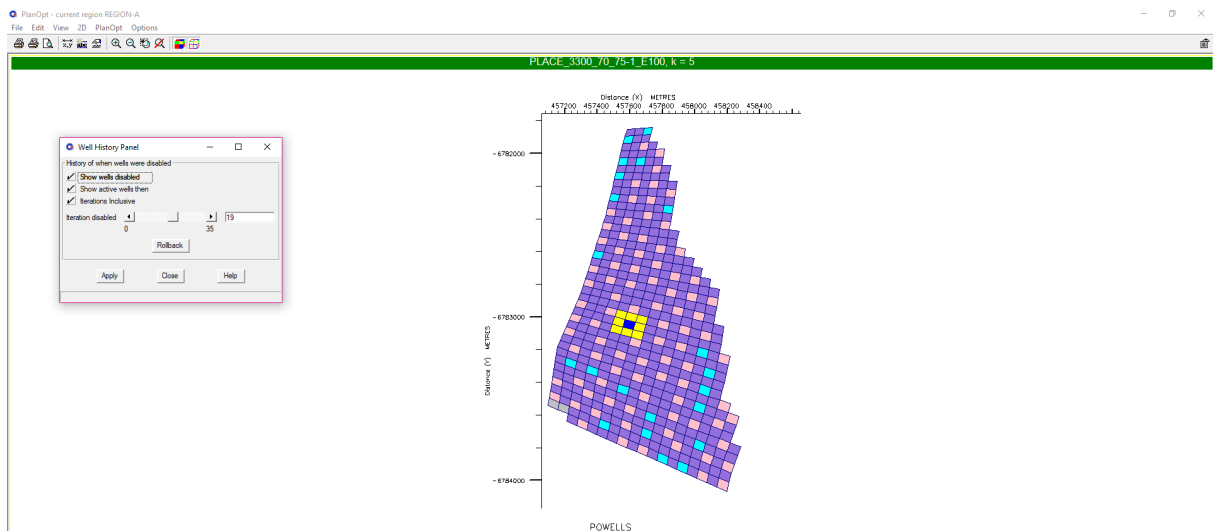 PlanOpt - current region REGION-A
File Edit View 2D PlanOpt Options
PLACE_3300_70_75-1_E100, k = 5
Distance (X) METRES
457200 457400 457600 457800 458000 458200 458400
Well History Panel
History of when wells were disabled
Show wells disabled
Show active wells then
Iterations Inclusive
Iteration disabled 19
0 35
Rollback
Apply Close Help
-6782000
-6783000
Distance (Y) METRES
-6784000
POWELLS